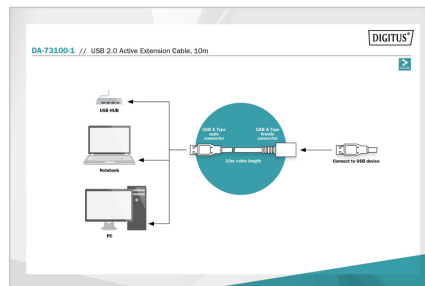 DIGITUS®
DA-73100-1 // USB 2.0 Active Extension Cable, 10m
USB HUB
USB A Type
male
connector
USB A Type
female
connector
10m cable length
Notebook
Connect to USB device
PC